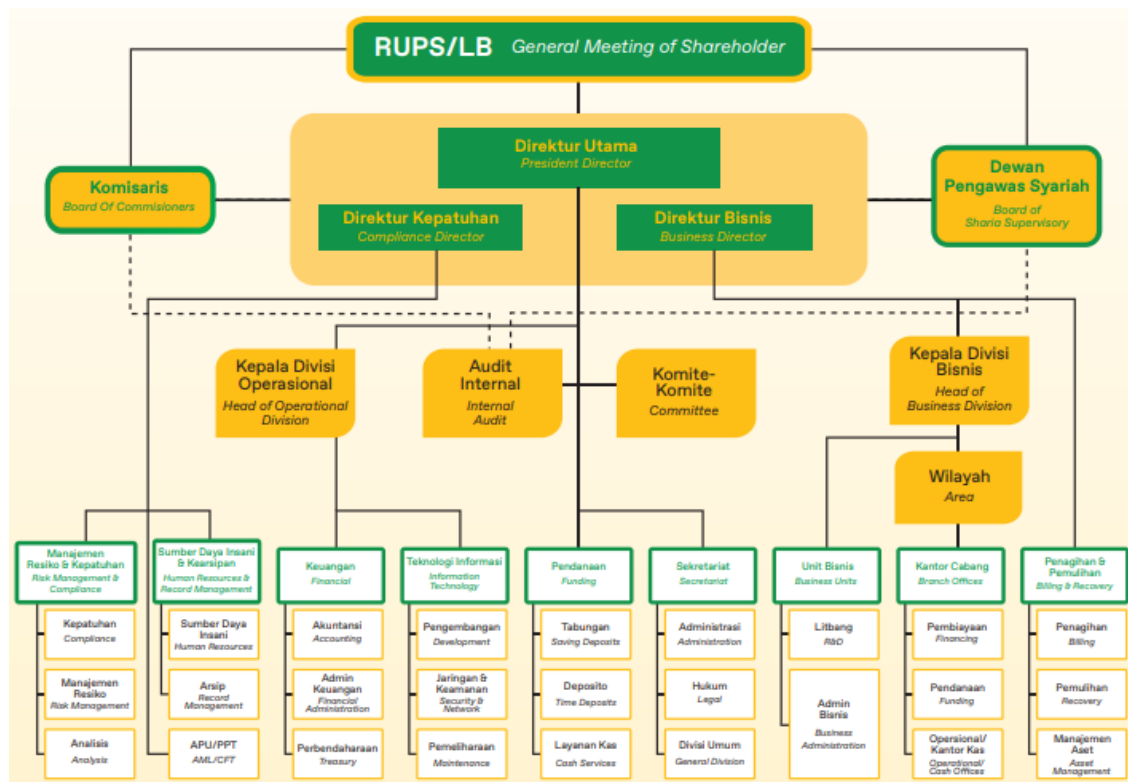 RUPS/LB General Meeting of Shareholder
Direktur Utama
President Director
Komisaris
Board Of Commisioners
Dewan
Pengawas Syariah
Board of
Sharia Supervisory
Direktur Kepatuhan
Compliance Director
Direktur Bisnis
Business Director
Kepala Divisi
Operasional
Head of Operational
Division
Audit
Internal
Internal
Audit
Komite-
Komite
Committee
Kepala Divisi
Bisnis
Head of
Business Division
Wilayah
Area
Manajemen
Resiko & Kepatuhan
Risk Management &
Compliance
Kepatuhan
Compliance
Manajemen
Resiko
Risk Management
Analisis
Analysis
Sumber Daya Insani
& Kearsipan
Human Resources &
Record Management
Sumber Daya
Insani
Human Resources
Arsip
Record
Management
APU/PPT
AML/CFT
Keuangan
Financial
Akuntansi
Accounting
Admin
Keuangan
Financial
Administration
Perbendaharaan
Treasury
Teknologi Informasi
Information
Technology
Pengembangan
Development
Jaringan &
Keamanan
Security &
Network
Pemeliharaan
Maintenance
Pendanaan
Funding
Tabungan
Saving Deposits
Deposito
Time Deposits
Layanan Kas
Cash Services
Sekretariat
Secretariat
Administrasi
Administration
Hukum
Legal
Divisi Umum
General Division
Unit Bisnis
Business Units
Litbang
R&D
Admin
Bisnis
Business
Administration
Kantor Cabang
Branch Offices
Pembiayaan
Financing
Pendanaan
Funding
Opersional/
Kantor Kas
Operational/
Cash Offices
Penagihan &
Pemulihan
Billing & Recovery
Penagihan
Billing
Pemulihan
Recovery
Manajemen
Aset
Asset
Management